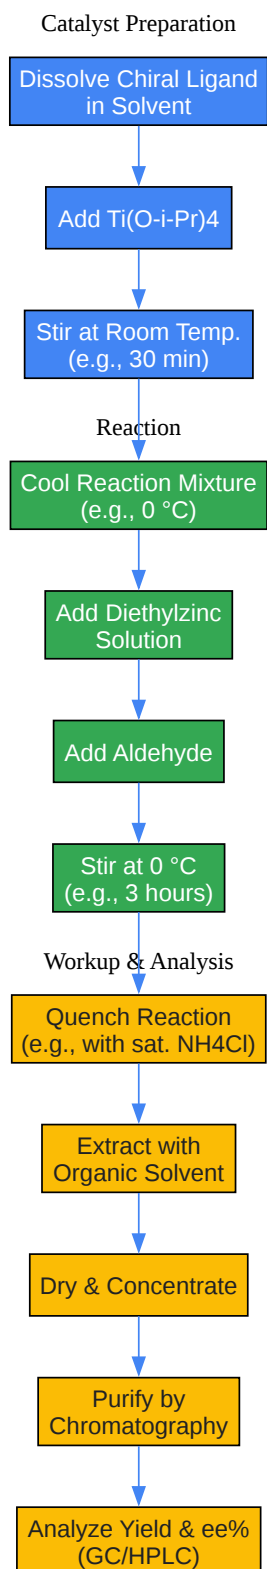 Catalyst Preparation
Dissolve Chiral Ligand
in Solvent
Add Ti(O-i-Pr)4
Stir at Room Temp.
(e.g., 30 min)
Reaction
Cool Reaction Mixture
(e.g., 0 °C)
Add Diethylzinc
Solution
Add Aldehyde
Stir at 0 °C
(e.g., 3 hours)
Workup & Analysis
Quench Reaction
(e.g., with sat. NH4Cl)
Extract with
Organic Solvent
Dry & Concentrate
Purify by
Chromatography
Analyze Yield & ee%
(GC/HPLC)